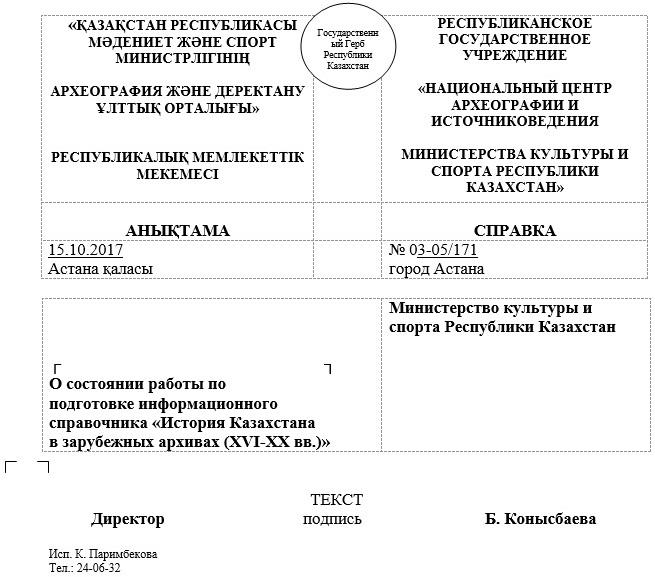 «ҚАЗАҚСТАН РЕСПУБЛИКАСЫ
МӘДЕНИЕТ ЖӘНЕ СПОРТ
МИНИСТРЛІГІНІҢ
АРХЕОГРАФИЯ ЖӘНЕ ДЕРЕКТАНУ
ҰЛТТЫҚ ОРТАЛЫҒЫ»
РЕСПУБЛИКАЛЫҚ МЕМЛЕКЕТТІК
МЕКЕМЕСІ
Государственн
ый Герб
Республики
Казахстан
РЕСПУБЛИКАНСКОЕ
ГОСУДАРСТВЕННОЕ
УЧРЕЖДЕНИЕ
«НАЦИОНАЛЬНЫЙ ЦЕНТР
АРХЕОГРАФИИ И
ИСТОЧНИКОВЕДЕНИЯ
МИНИСТЕРСТВА КУЛЬТУРЫ И
СПОРТА РЕСПУБЛИКИ
КАЗАХСТАН»
АНЫҚТАМА
СПРАВКА
15.10.2017
№ 03-05/171
Астана қаласы
город Астана
Министерство культуры и
спорта Республики Казахстан
О состоянии работы по
подготовке информационного
справочника «История Казахстана
в зарубежных архивах (XVI-XX вв.)»
ТЕКСТ
Директор подпись Б. Конысбаева
Исп. К. Паримбекова
Тел.: 24-06-32